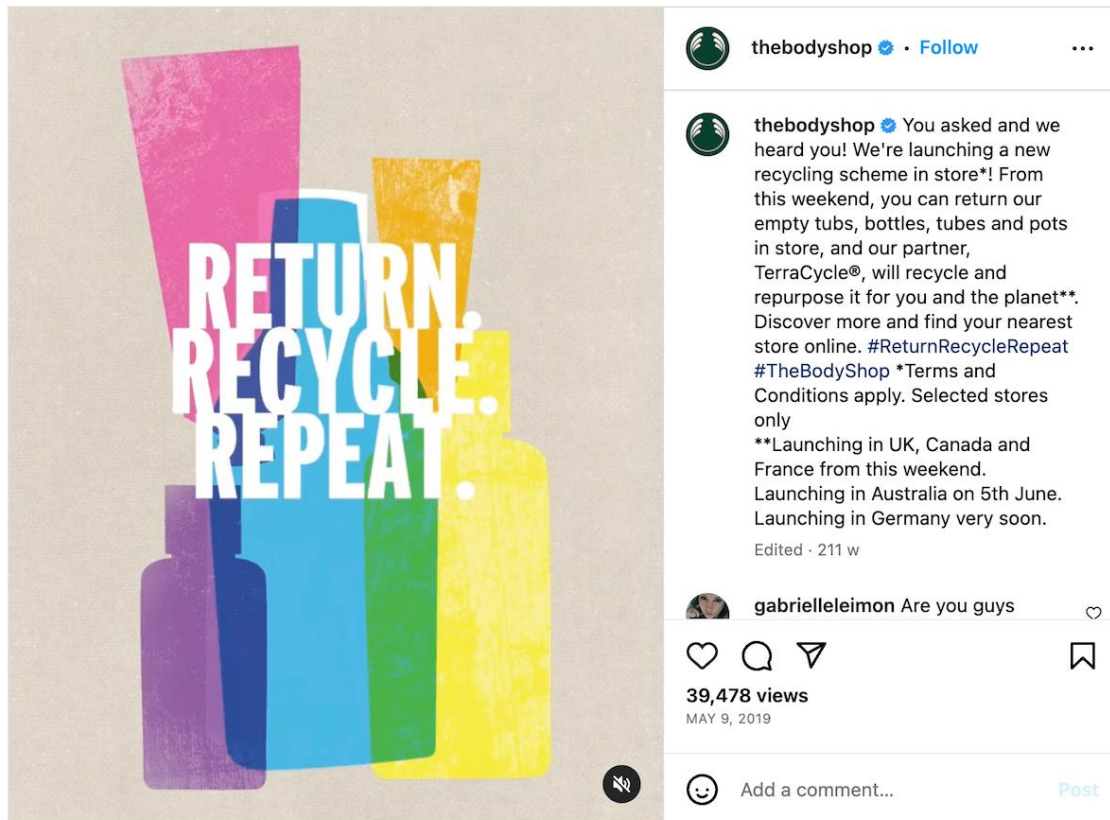 RETURN.
RECYCLE.
REPEAT.
thebodyshop • Follow
thebodyshop You asked and we
heard you! We're launching a new
recycling scheme in store*! From
this weekend, you can return our
empty tubs, bottles, tubes and pots
in store, and our partner,
TerraCycle®, will recycle and
repurpose it for you and the planet**.
Discover more and find your nearest
store online. #ReturnRecycleRepeat
#TheBodyShop *Terms and
Conditions apply. Selected stores
only
**Launching in UK, Canada and
France from this weekend.
Launching in Australia on 5th June.
Launching in Germany very soon.
Edited · 211 w
gabrielleleimon Are you guys
39,478 views
MAY 9, 2019
Add a comment...
Post